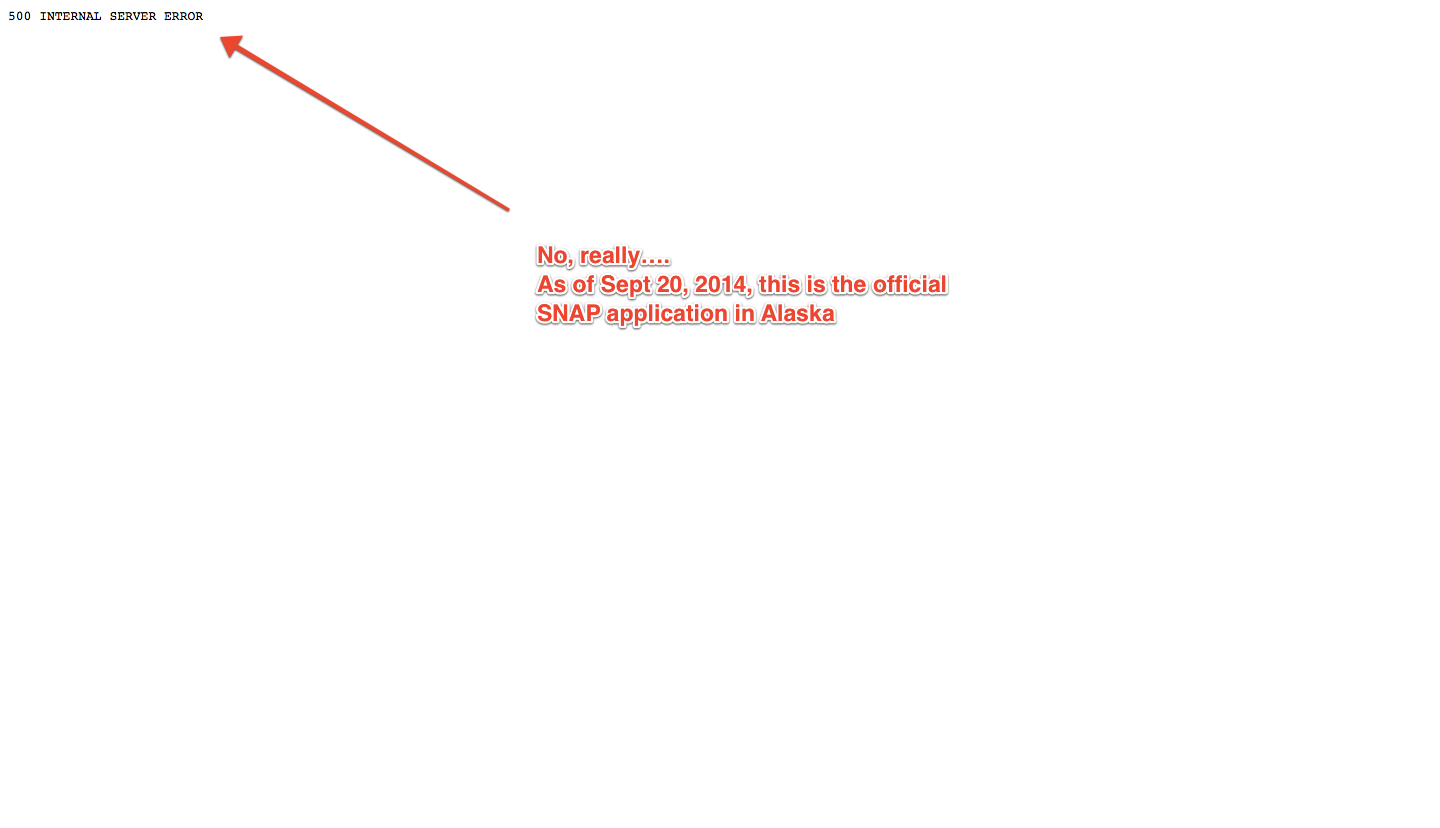 500 INTERNAL SERVER ERROR
No, really....
As of Sept 20, 2014, this is the official
SNAP application in Alaska